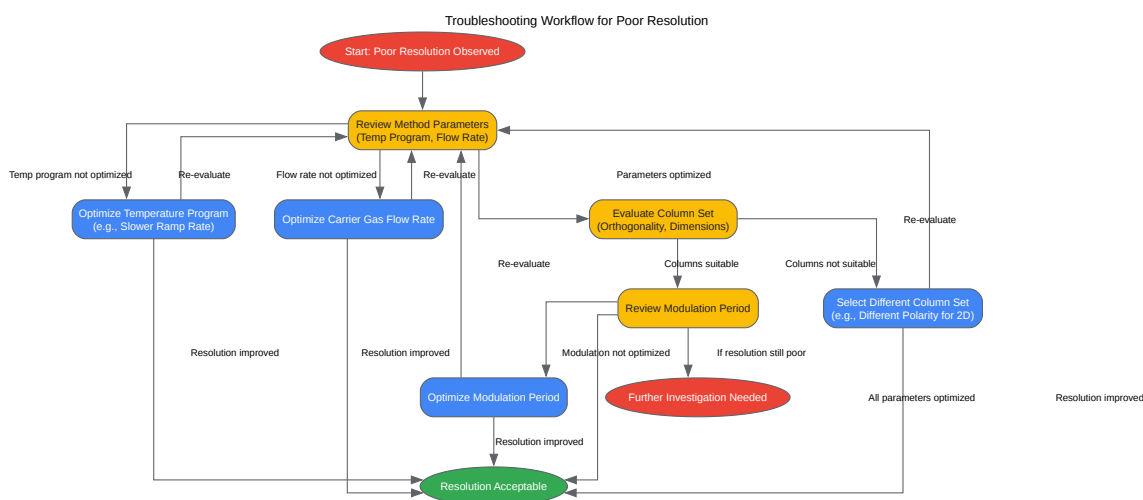 Troubleshooting Workflow for Poor Resolution
Start: Poor Resolution Observed
Review Method Parameters
(Temp Program, Flow Rate)
Temp program not optimized
Re-evaluate
Flow rate not optimized
Re-evaluate
Parameters optimized
Optimize Temperature Program
(e.g., Slower Ramp Rate)
Optimize Carrier Gas Flow Rate
Evaluate Column Set
(Orthogonality, Dimensions)
Re-evaluate
Re-evaluate
Columns suitable
Columns not suitable
Review Modulation Period
Select Different Column Set
(e.g., Different Polarity for 2D)
Resolution improved
Resolution improved
Modulation not optimized
If resolution still poor
Optimize Modulation Period
Further Investigation Needed
All parameters optimized
Resolution improved
Resolution improved
Resolution Acceptable